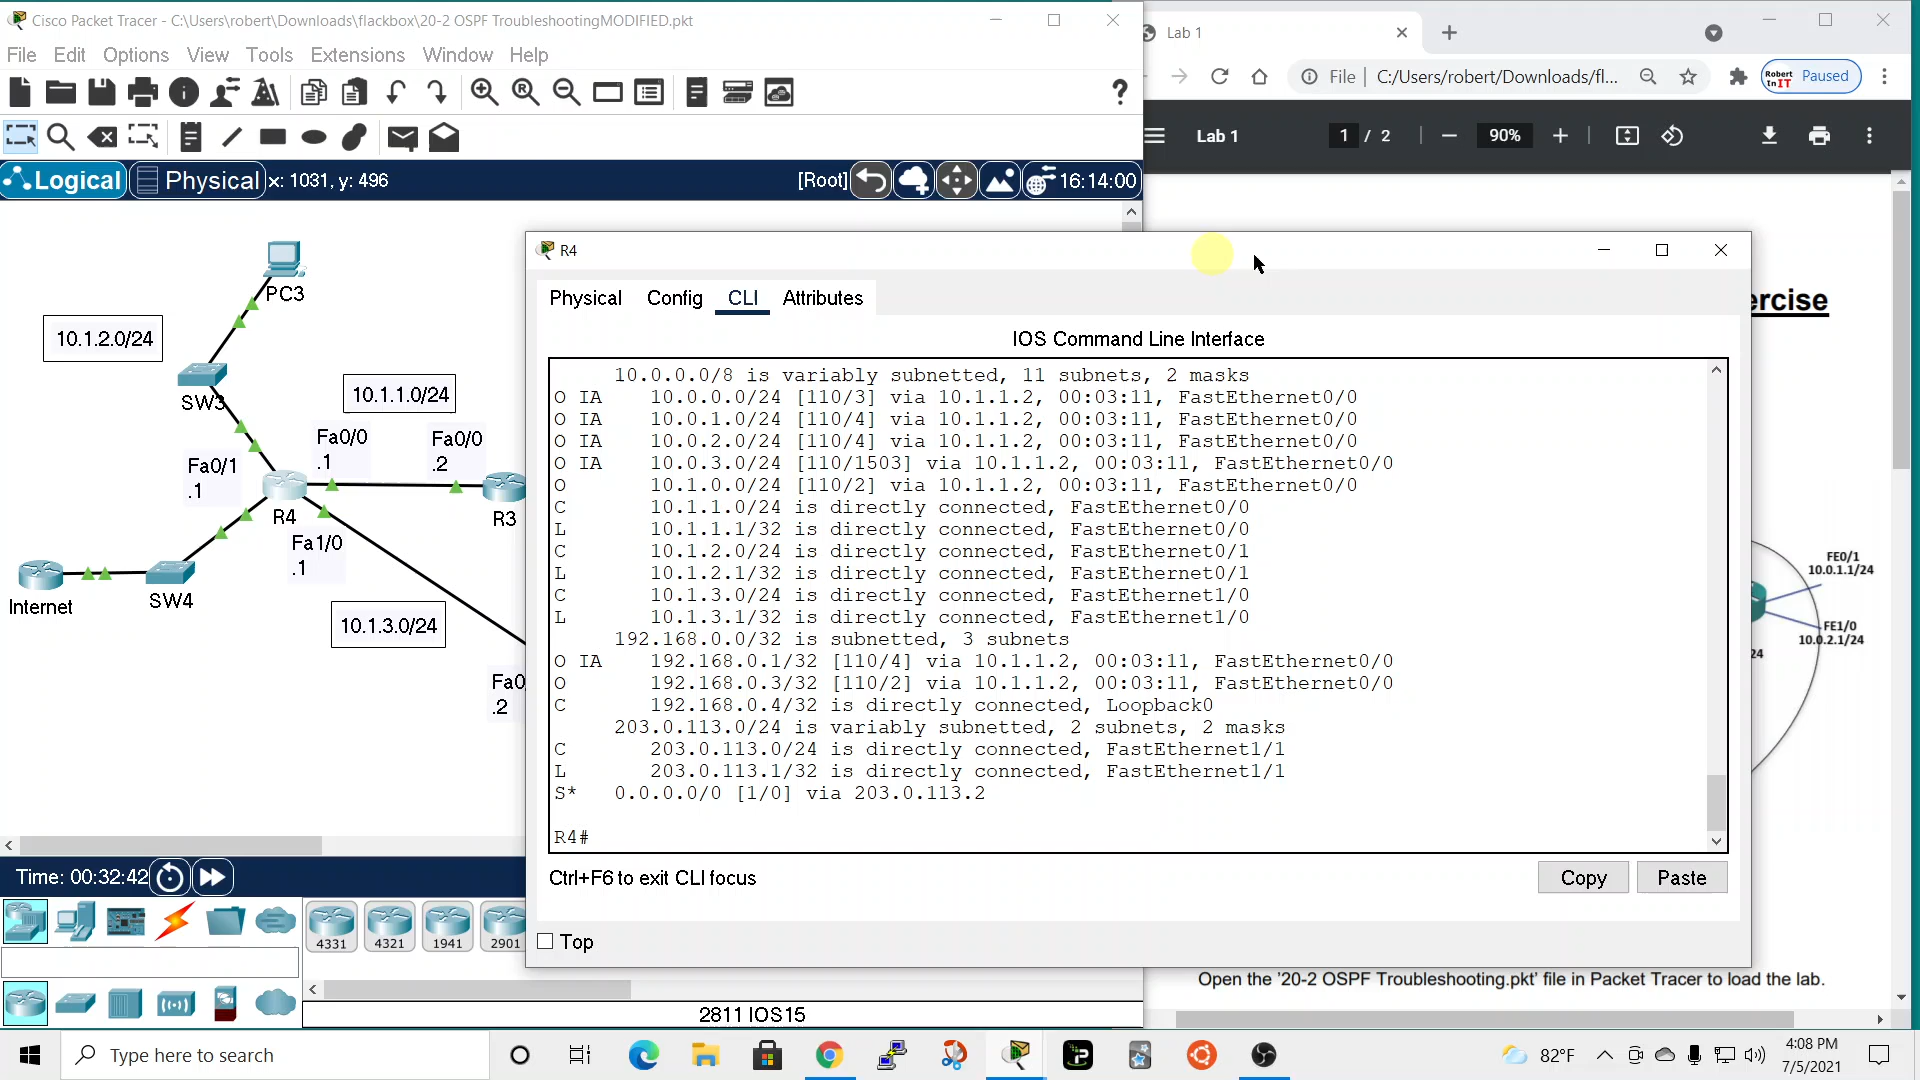 Cisco Packet Tracer - C:\Users\robert\Downloads\flackbox\20-2 OSPF TroubleshootingMODIFIED.pkt
File Edit Options View Tools Extensions Window Help
Logical Physical x: 1031, y: 496 [Root] 16:14:00
PC3
10.1.2.0/24
SW3
10.1.1.0/24
Fa0/0
.1
Fa0/0
.2
Fa0/1
.1
R4
R3
Fa1/0
.1
Internet
SW4
10.1.3.0/24
Fa0
.2
Time: 00:32:42
4331 4321 1941 2901
2811 IOS15
R4
Physical Config CLI Attributes
IOS Command Line Interface
10.0.0.0/8 is variably subnetted, 11 subnets, 2 masks
O IA 10.0.0.0/24 [110/3] via 10.1.1.2, 00:03:11, FastEthernet0/0
O IA 10.0.1.0/24 [110/4] via 10.1.1.2, 00:03:11, FastEthernet0/0
O IA 10.0.2.0/24 [110/4] via 10.1.1.2, 00:03:11, FastEthernet0/0
O IA 10.0.3.0/24 [110/1503] via 10.1.1.2, 00:03:11, FastEthernet0/0
O 10.1.0.0/24 [110/2] via 10.1.1.2, 00:03:11, FastEthernet0/0
C 10.1.1.0/24 is directly connected, FastEthernet0/0
L 10.1.1.1/32 is directly connected, FastEthernet0/0
C 10.1.2.0/24 is directly connected, FastEthernet0/1
L 10.1.2.1/32 is directly connected, FastEthernet0/1
C 10.1.3.0/24 is directly connected, FastEthernet1/0
L 10.1.3.1/32 is directly connected, FastEthernet1/0
192.168.0.0/32 is subnetted, 3 subnets
O IA 192.168.0.1/32 [110/4] via 10.1.1.2, 00:03:11, FastEthernet0/0
O 192.168.0.3/32 [110/2] via 10.1.1.2, 00:03:11, FastEthernet0/0
C 192.168.0.4/32 is directly connected, Loopback0
203.0.113.0/24 is variably subnetted, 2 subnets, 2 masks
C 203.0.113.0/24 is directly connected, FastEthernet1/1
L 203.0.113.1/32 is directly connected, FastEthernet1/1
S* 0.0.0.0/0 [1/0] via 203.0.113.2
R4#
Ctrl+F6 to exit CLI focus
Copy Paste
Top
Lab 1
File C:/Users/robert/Downloads/fl... Robert InIT Paused
Lab 1 1 / 2 90%
ercise
FE0/1
10.0.1.1/24
FE1/0
10.0.2.1/24
24
Open the '20-2 OSPF Troubleshooting.pkt' file in Packet Tracer to load the lab.
Type here to search
82°F
4:08 PM
7/5/2021